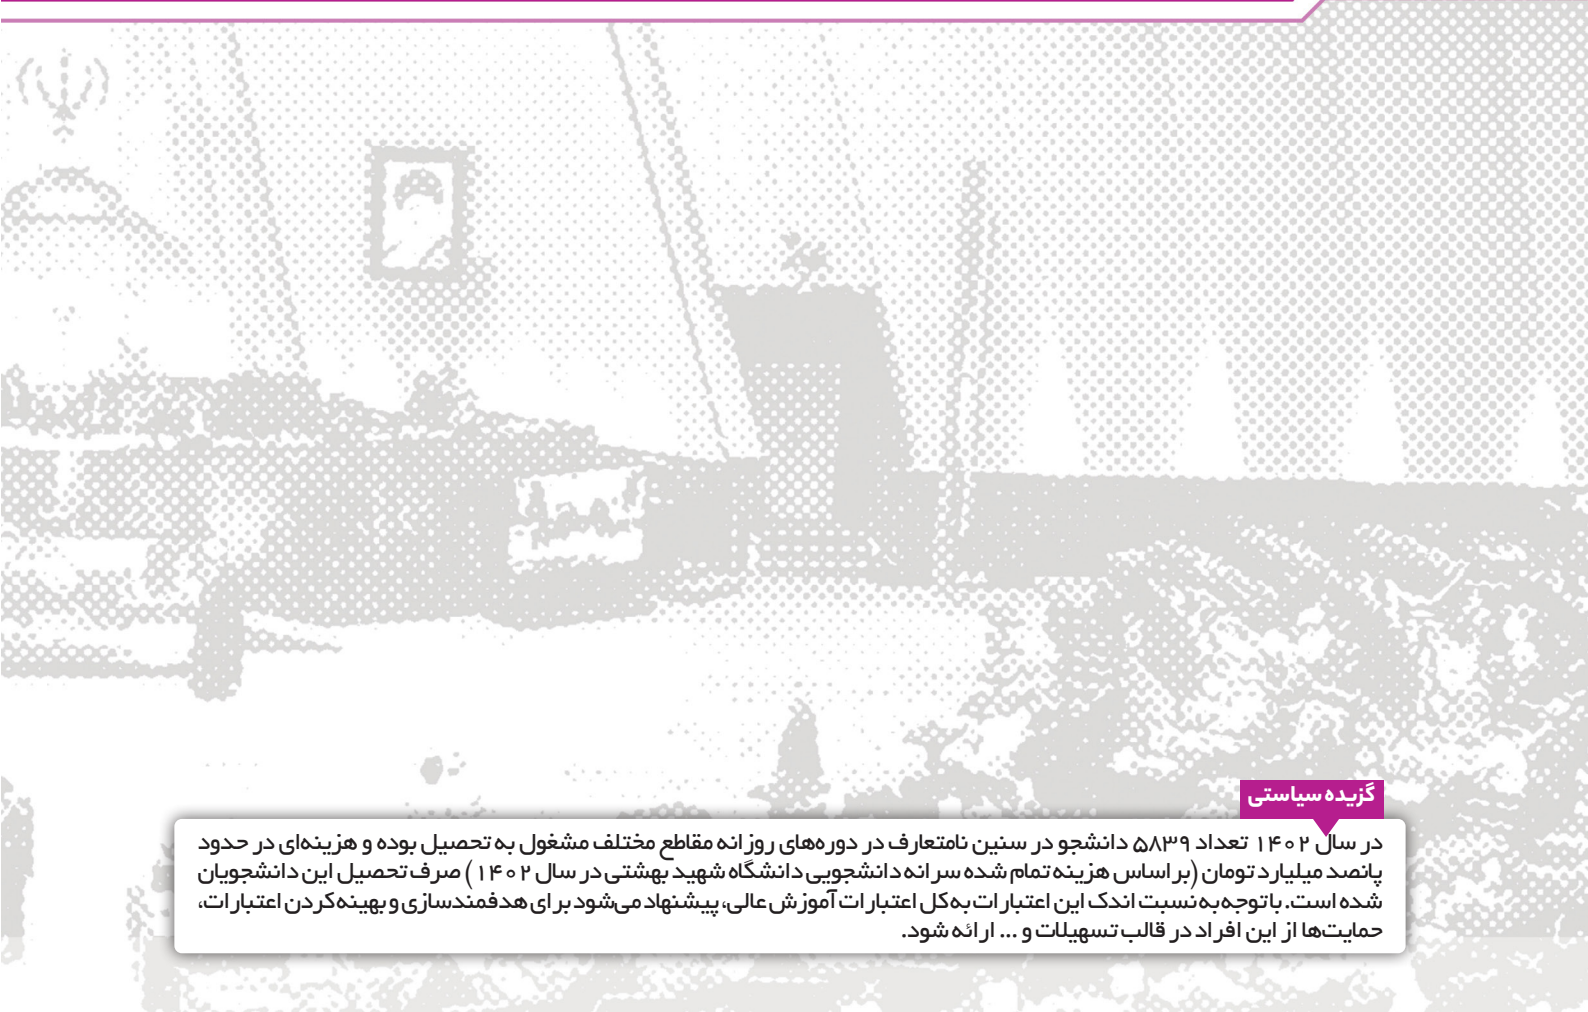 گزیده سیاستی
در سال ۱۴۰۲ تعداد ۵۸۳۹ دانشجو در سنین نامتعارف در دوره‌های روزانه مقاطع مختلف مشغول به تحصیل بوده و هزینه‌ای در حدود
پانصد میلیارد تومان (براساس هزینه تمام شده سرانه دانشجویی دانشگاه شهید بهشتی در سال ۱۴۰۲) صرف تحصیل این دانشجویان
شده است. با توجه به نسبت اندک این اعتبارات به کل اعتبارات آموزش عالی، پیشنهاد می‌شود برای هدفمندسازی و بهینه کردن اعتبارات،
حمایت‌ها از این افراد در قالب تسهیلات و ... ارائه شود.